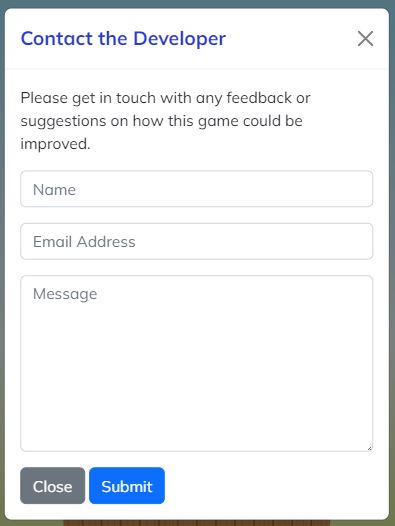 Contact the Developer
Please get in touch with any feedback or
suggestions on how this game could be
improved.
Name
Email Address
Message
Close Submit